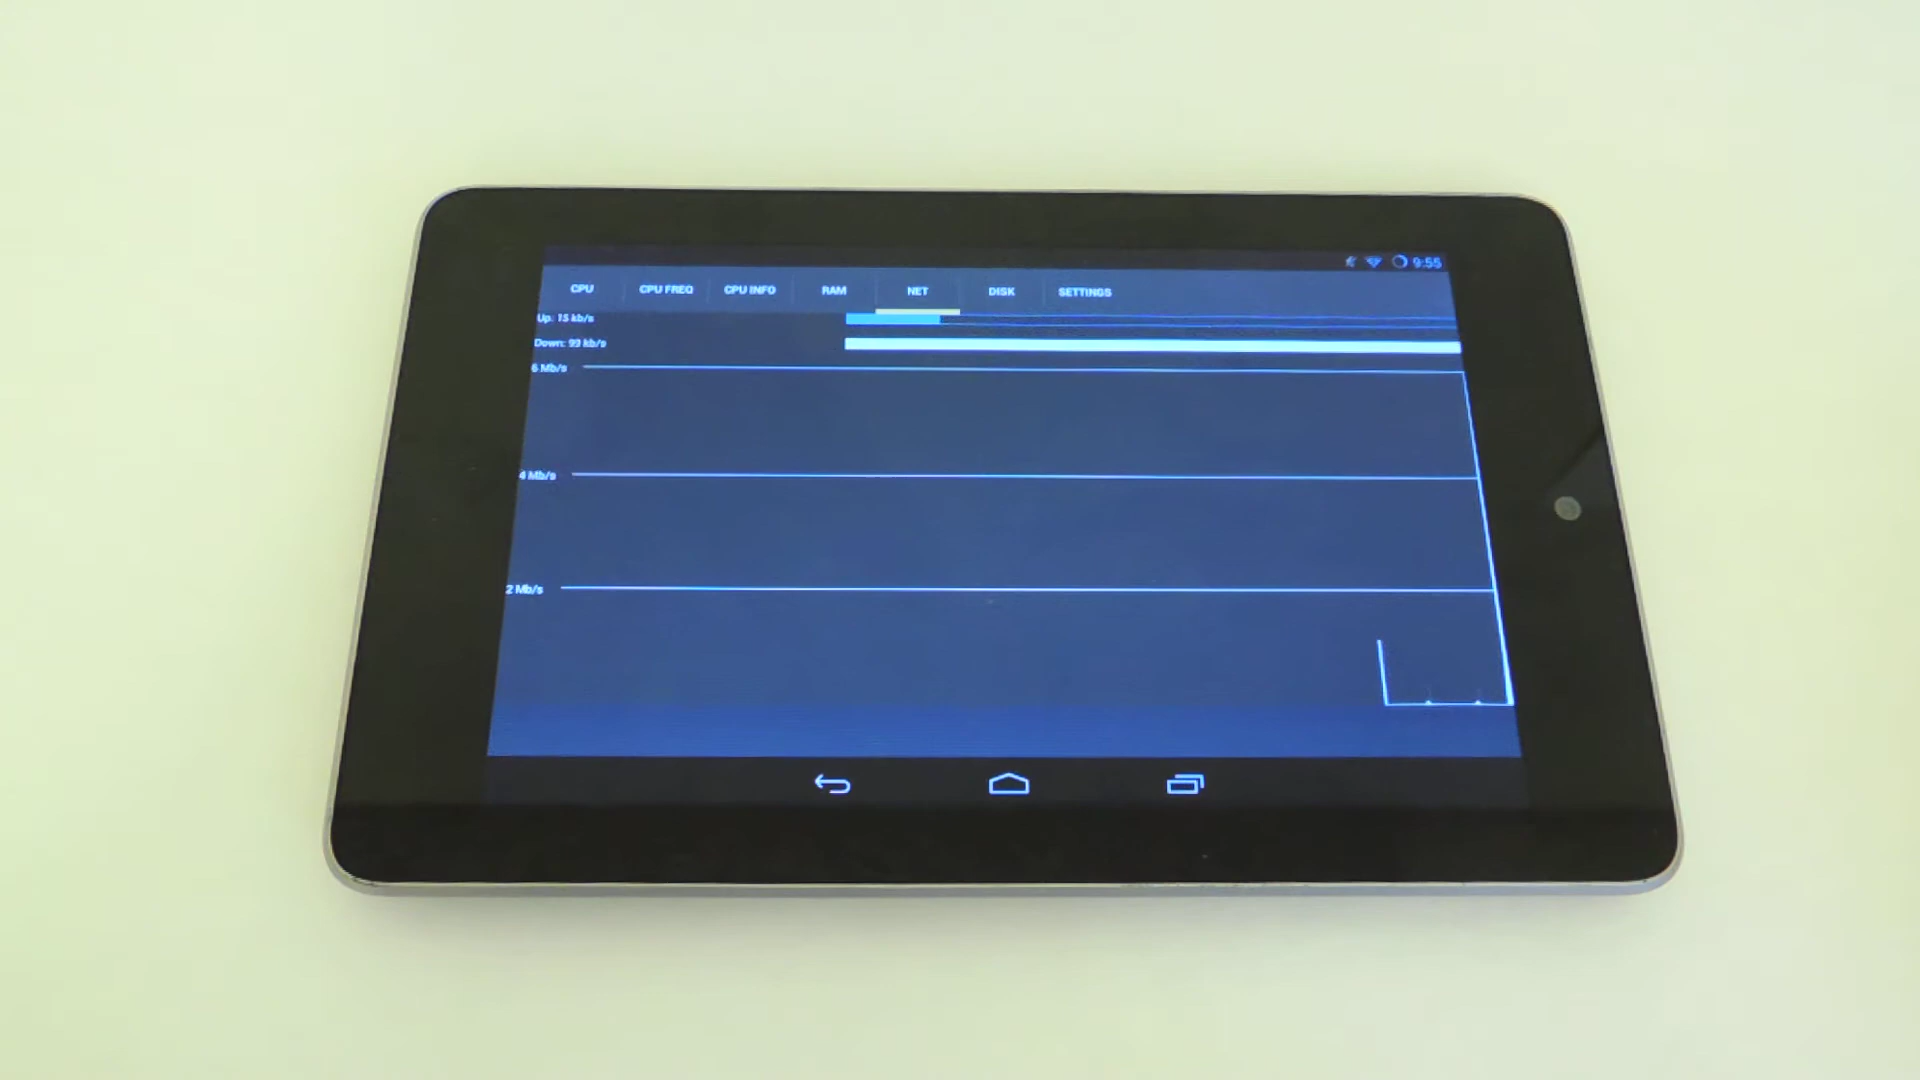 9:55
CPU CPU FREQ CPU INFO RAM NET DISK SETTINGS
Up: 15 kb/s
Down: 99 kb/s
6 Mb/s
4 Mb/s
2 Mb/s